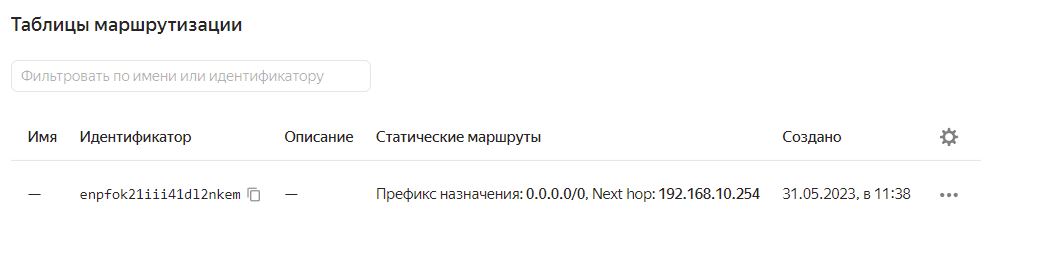 Таблицы маршрутизации
Фильтровать по имени или идентификатору
Имя Идентификатор Описание Статические маршруты Создано
— enpfok21iii41dl2nkem — Префикс назначения: 0.0.0.0/0, Next hop: 192.168.10.254 31.05.2023, в 11:38